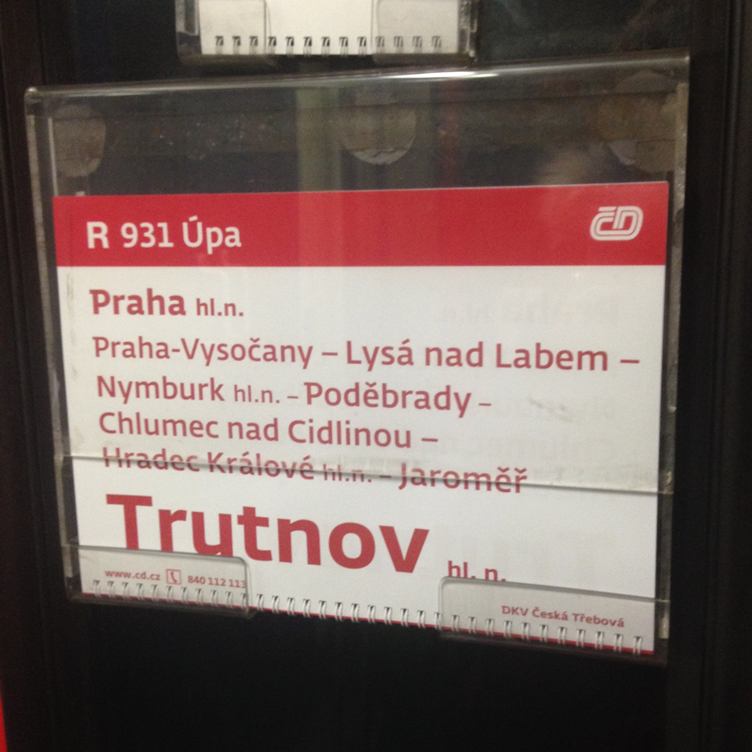 R 931 Úpa ČD
Praha hl.n.
Praha-Vysočany – Lysá nad Labem –
Nymburk hl.n. – Poděbrady –
Chlumec nad Cidlinou –
Hradec Králové hl.n. – Jaroměř
Trutnov hl. n.
www.cd.cz 840 112 113
DKV Česká Třebová